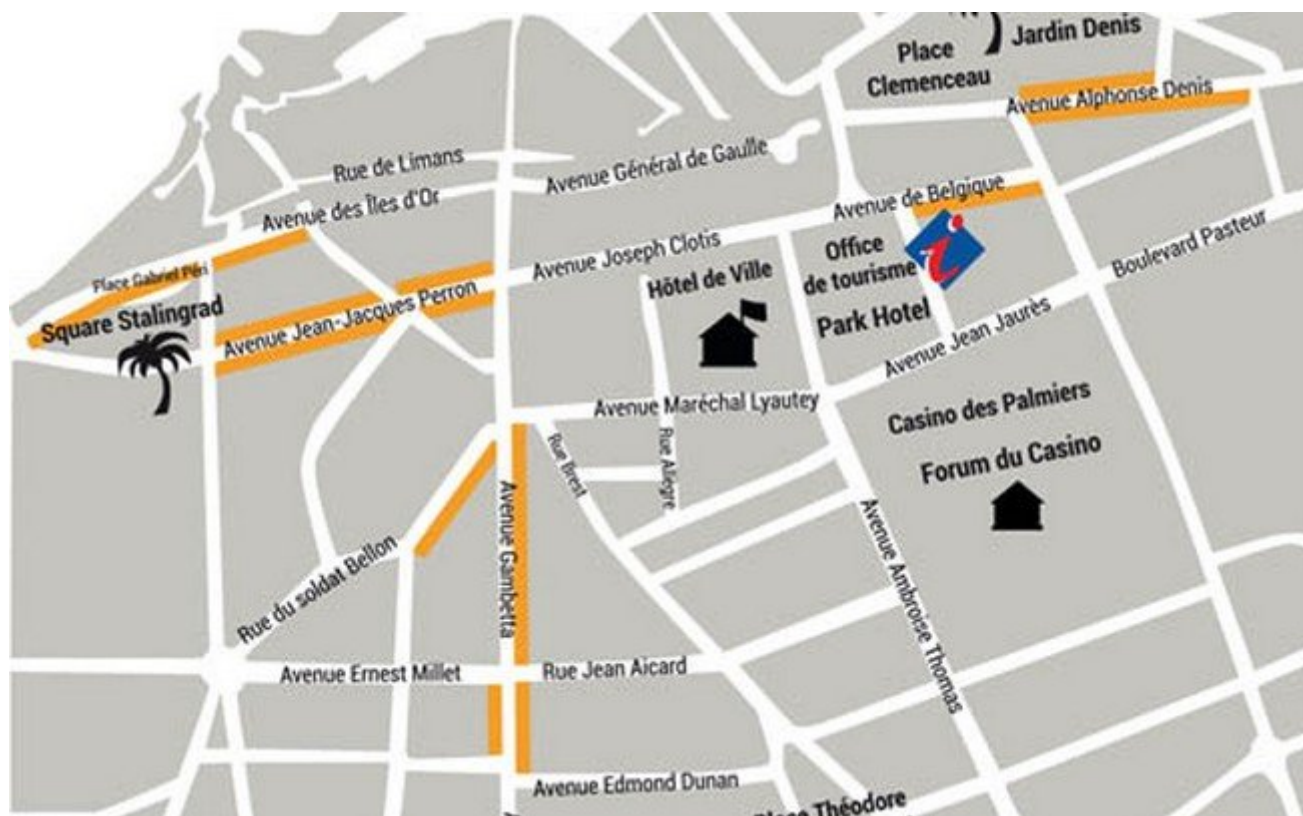 Jardin Denis
Place
Clemenceau
Avenue Alphonse Denis
Rue de Limans
Avenue Général de Gaulle
Avenue des Îles d'Or
Avenue de Belgique
Place Gabriel Péri
Avenue Joseph Clotis
Office
de tourisme
Boulevard Pasteur
Hôtel de Ville
Square Stalingrad
Avenue Jean-Jacques Perron
Park Hotel
Avenue Jean Jaurès
Avenue Maréchal Lyautey
Casino des Palmiers
Rue Brest
Rue Allègre
Forum du Casino
Avenue Gambetta
Rue du soldat Bellon
Avenue Ambroise Thomas
Avenue Ernest Millet
Rue Jean Aicard
Avenue Edmond Dunan
Place Théodore